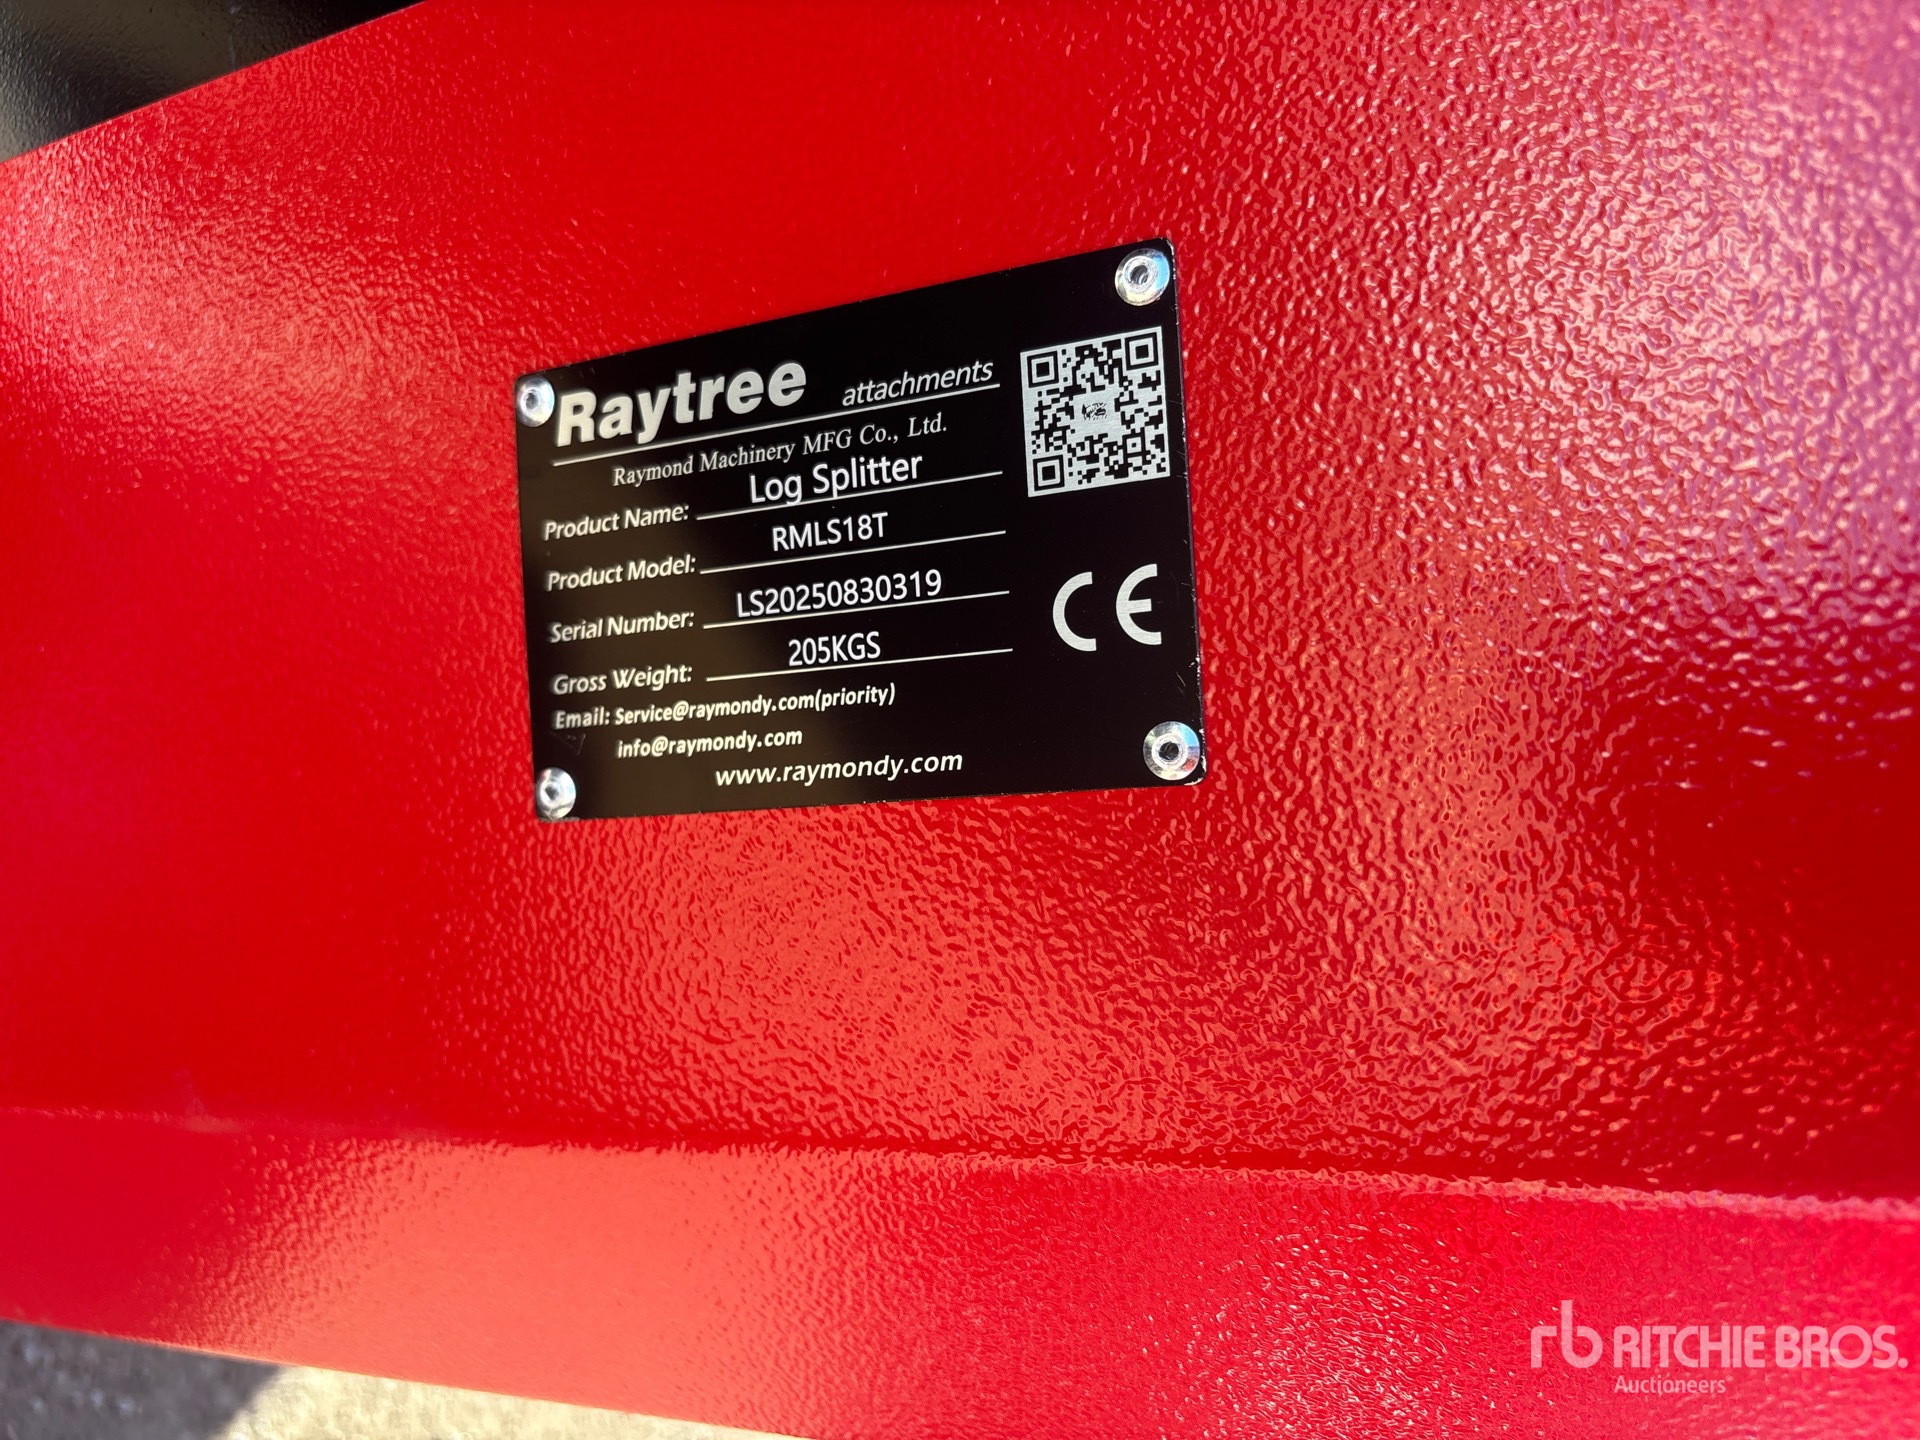 Raytree attachments
Raymond Machinery MFG Co., Ltd.
Product Name: Log Splitter
Product Model: RMLS18T
Serial Number: LS20250830319
Gross Weight: 205KGS
Email: Service@raymondy.com(priority)
info@raymondy.com
www.raymondy.com
CE
rb RITCHIE BROS.
Auctioneers